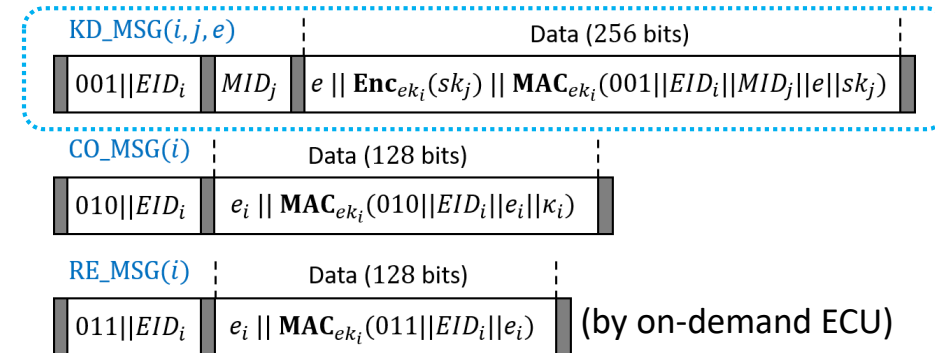 KD_MSG(i, j, e)
Data (256 bits)
001||EID_i MID_j e || Enc_{ek_i}(sk_j) || MAC_{ek_i}(001||EID_i||MID_j||e||sk_j)
CO_MSG(i) Data (128 bits)
010||EID_i e_i || MAC_{ek_i}(010||EID_i||e_i||κ_i)
RE_MSG(i) Data (128 bits)
011||EID_i e_i || MAC_{ek_i}(011||EID_i||e_i) (by on-demand ECU)